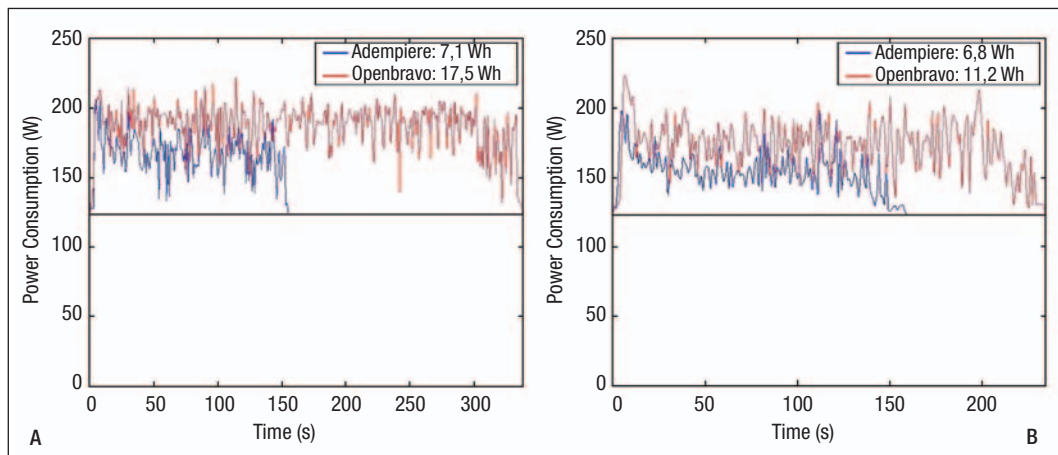 250
200
150
100
50
0
Power Consumption (W)
Adempiere: 7,1 Wh
Openbravo: 17,5 Wh
0 50 100 150 200 250 300
Time (s)
A
250
200
150
100
50
0
Power Consumption (W)
Adempiere: 6,8 Wh
Openbravo: 11,2 Wh
0 50 100 150 200
Time (s)
B